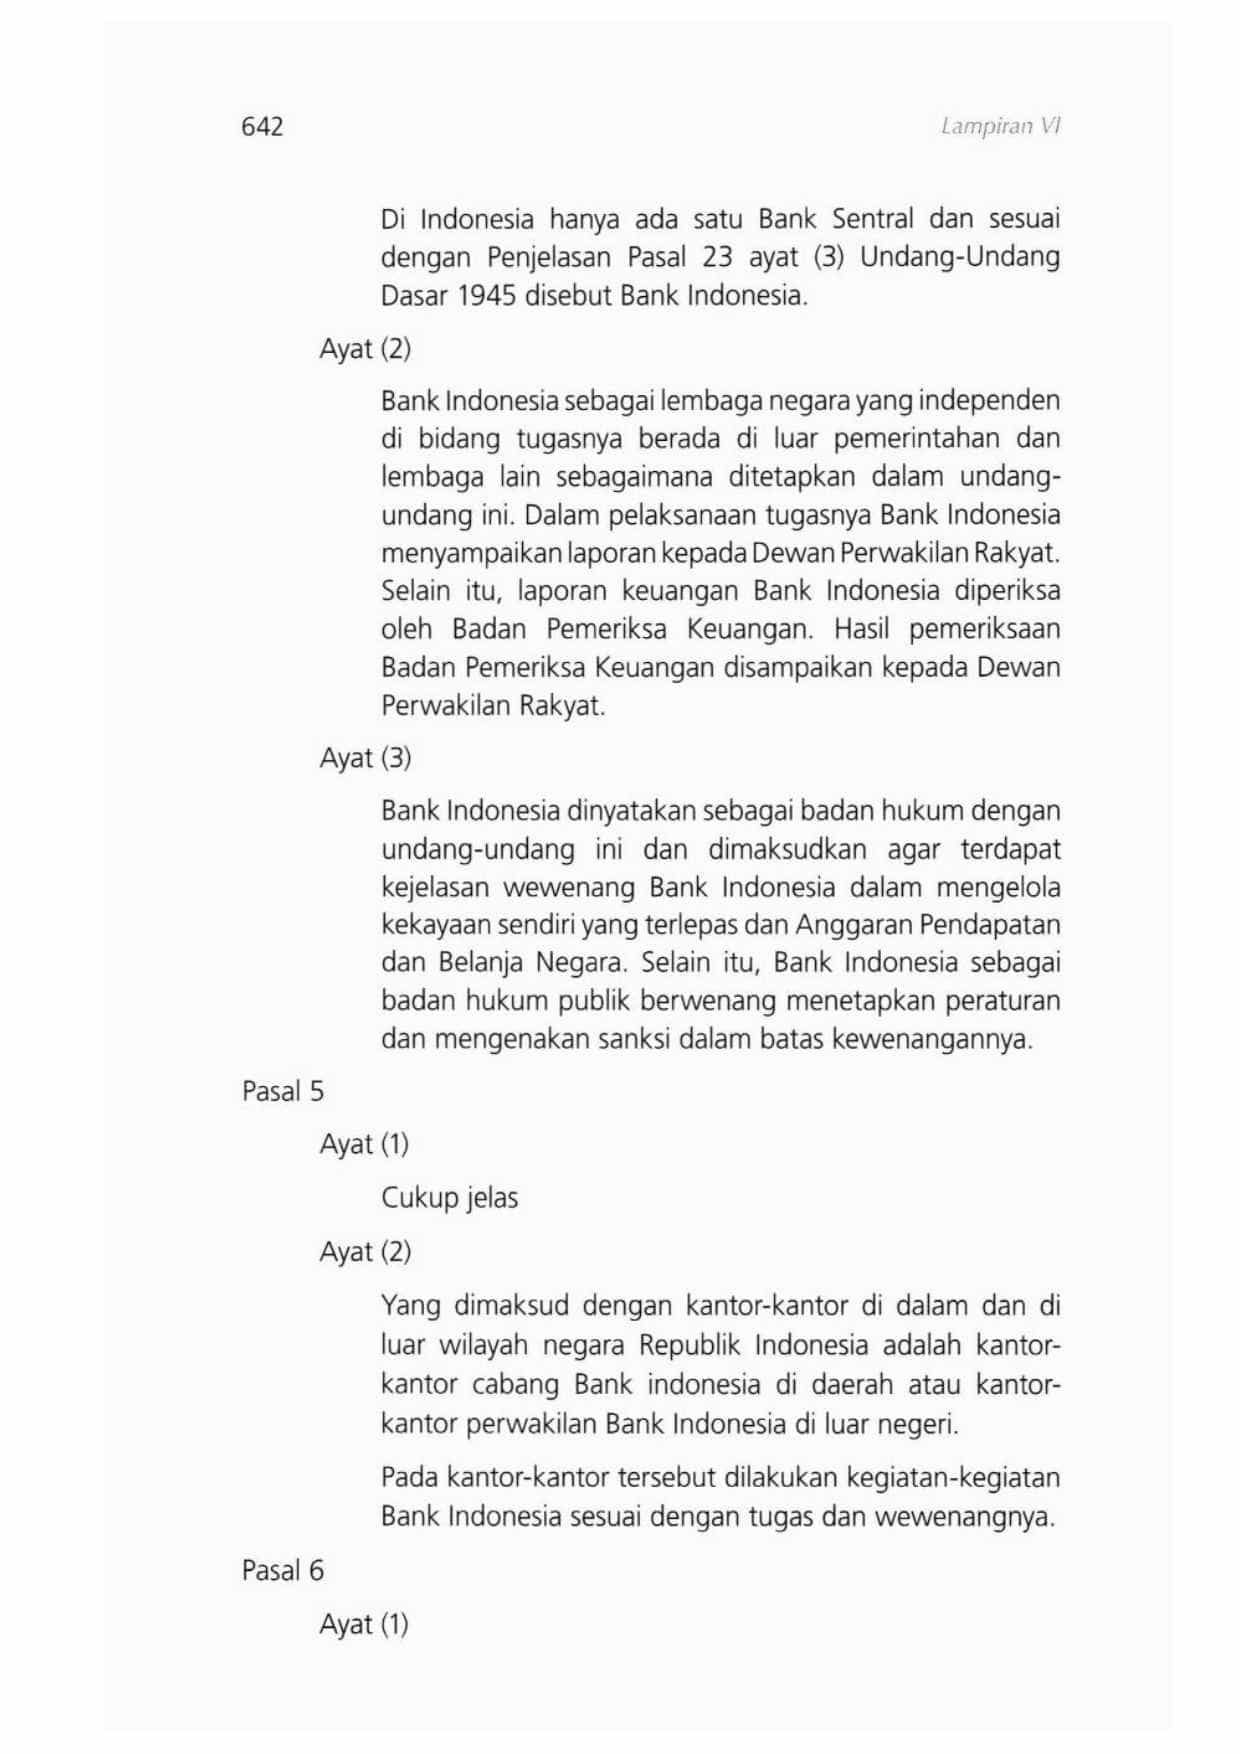 642
Lampiran VI
Di Indonesia hanya ada satu Bank Sentral dan sesuai
dengan Penjelasan Pasal 23 ayat (3) Undang-Undang
Dasar 1945 disebut Bank Indonesia.
Ayat (2)
Bank Indonesia sebagai lembaga negara yang independen
di bidang tugasnya berada di luar pemerintahan dan
lembaga lain sebagaimana ditetapkan dalam undang-
undang ini. Dalam pelaksanaan tugasnya Bank Indonesia
menyampaikan laporan kepada Dewan Perwakilan Rakyat.
Selain itu, laporan keuangan Bank Indonesia diperiksa
oleh Badan Pemeriksa Keuangan. Hasil pemeriksaan
Badan Pemeriksa Keuangan disampaikan kepada Dewan
Perwakilan Rakyat.
Ayat (3)
Bank Indonesia dinyatakan sebagai badan hukum dengan
undang-undang ini dan dimaksudkan agar terdapat
kejelasan wewenang Bank Indonesia dalam mengelola
kekayaan sendiri yang terlepas dan Anggaran Pendapatan
dan Belanja Negara. Selain itu, Bank Indonesia sebagai
badan hukum publik berwenang menetapkan peraturan
dan mengenakan sanksi dalam batas kewenangannya.
Pasal 5
Ayat (1)
Cukup jelas
Ayat (2)
Yang dimaksud dengan kantor-kantor di dalam dan di
luar wilayah negara Republik Indonesia adalah kantor-
kantor cabang Bank indonesia di daerah atau kantor-
kantor perwakilan Bank Indonesia di luar negeri.
Pada kantor-kantor tersebut dilakukan kegiatan-kegiatan
Bank Indonesia sesuai dengan tugas dan wewenangnya.
Pasal 6
Ayat (1)